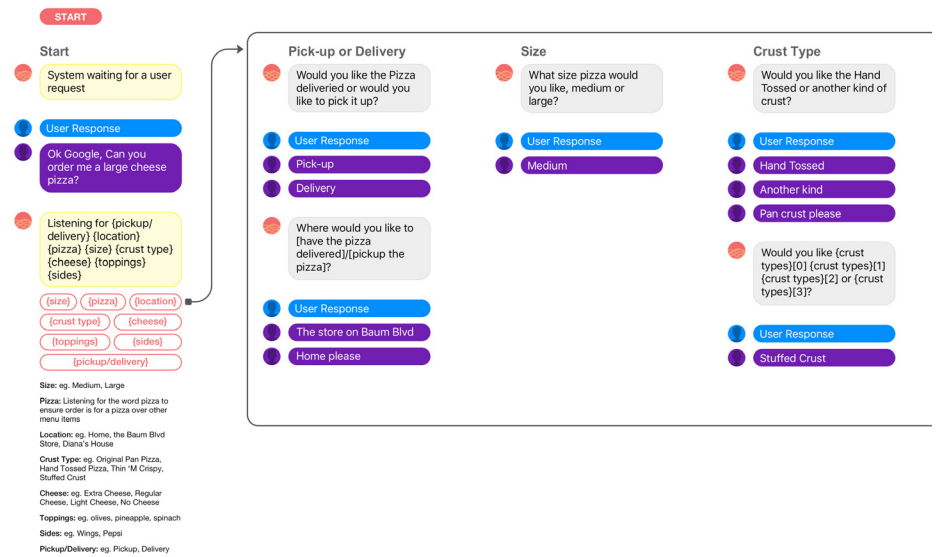 START
Start
System waiting for a user
request
User Response
Ok Google, Can you
order me a large cheese
pizza?
Listening for {pickup/
delivery} {location}
{pizza} {size} {crust type}
{cheese} {toppings}
{sides}
{size} {pizza} {location}
{crust type} {cheese}
{toppings} {sides}
{pickup/delivery}
Size: eg. Medium, Large
Pizza: Listening for the word pizza to
ensure order is for a pizza over other
menu items
Location: eg. Home, the Baum Blvd
Store, Diana's House
Crust Type: eg. Original Pan Pizza,
Hand Tossed Pizza, Thin 'M Crispy,
Stuffed Crust
Cheese: eg. Extra Cheese, Regular
Cheese, Light Cheese, No Cheese
Toppings: eg. olives, pineapple, spinach
Sides: eg. Wings, Pepsi
Pickup/Delivery: eg. Pickup, Delivery
Pick-up or Delivery
Would you like the Pizza
deliveried or would you
like to pick it up?
User Response
Pick-up
Delivery
Where would you like to
[have the pizza
delivered]/[pickup the
pizza]?
User Response
The store on Baum Blvd
Home please
Size
What size pizza would
you like, medium or
large?
User Response
Medium
Crust Type
Would you like the Hand
Tossed or another kind of
crust?
User Response
Hand Tossed
Another kind
Pan crust please
Would you like {crust
types}[0] {crust types}[1]
{crust types}[2] or {crust
types}[3]?
User Response
Stuffed Crust